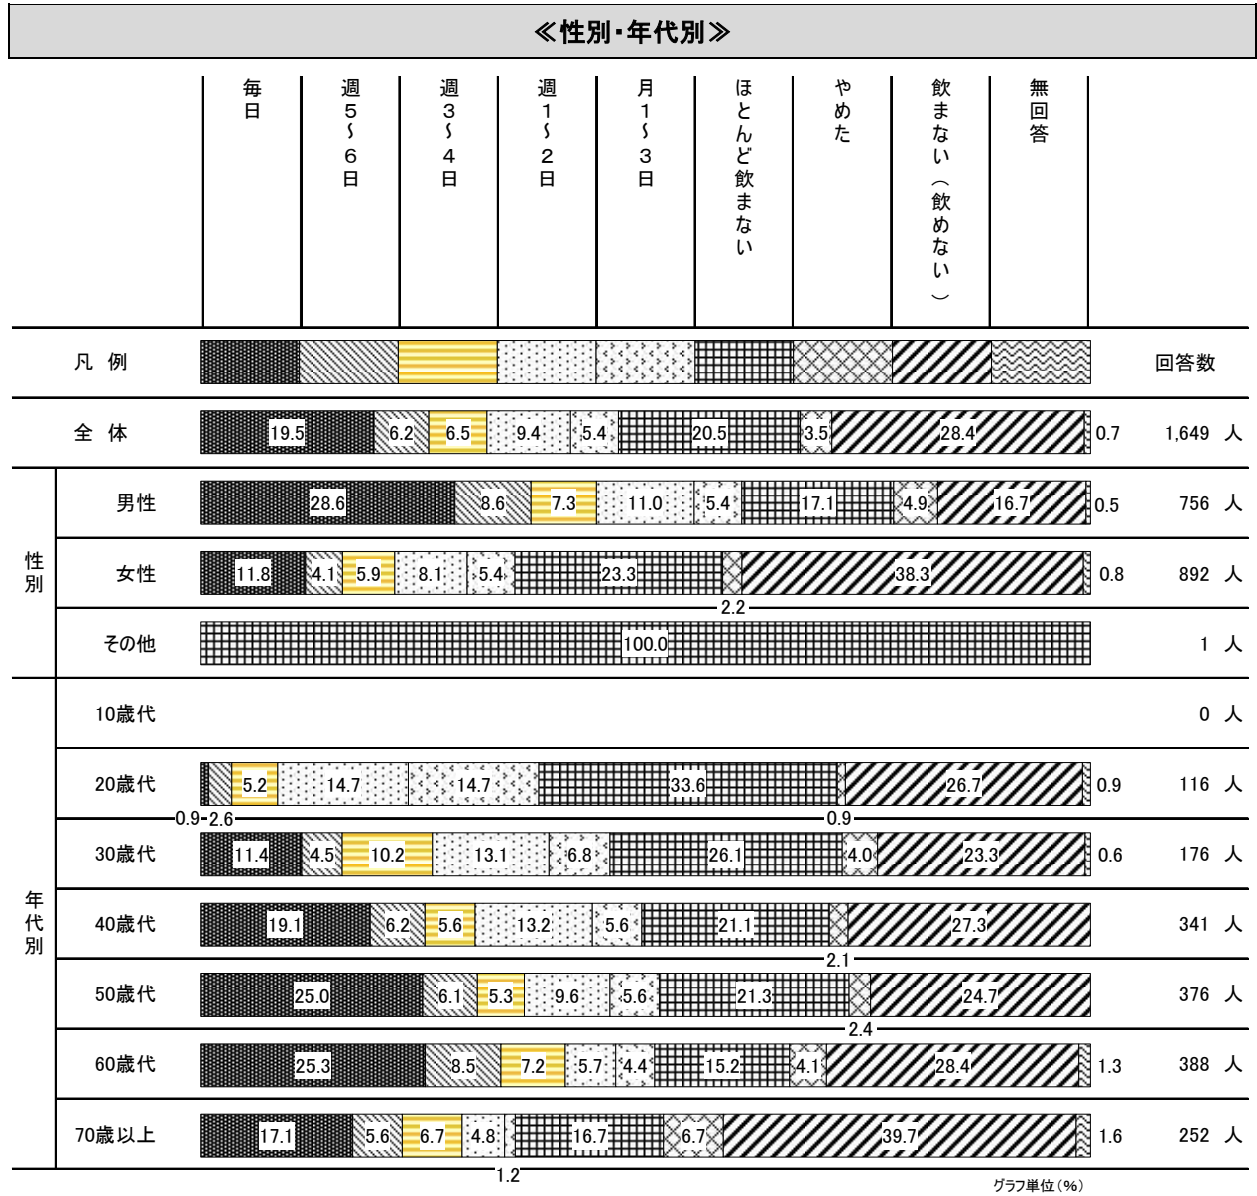 ≪性別・年代別≫
毎日
週５～６日
週３～４日
週１～２日
月１～３日
ほとんど飲まない
やめた
飲まない（飲めない）
無回答
凡 例 回答数
全 体 19.5 6.2 6.5 9.4 5.4 20.5 3.5 28.4 0.7 1,649 人
性別
男性 28.6 8.6 7.3 11.0 5.4 17.1 4.9 16.7 0.5 756 人
女性 11.8 4.1 5.9 8.1 5.4 23.3 38.3 0.8 892 人
2.2
その他 100.0 1 人
年代別
10歳代 0 人
20歳代 5.2 14.7 14.7 33.6 26.7 0.9 116 人
0.9 2.6 0.9
30歳代 11.4 4.5 10.2 13.1 6.8 26.1 4.0 23.3 0.6 176 人
40歳代 19.1 6.2 5.6 13.2 5.6 21.1 27.3 341 人
2.1
50歳代 25.0 6.1 5.3 9.6 5.6 21.3 24.7 376 人
2.4
60歳代 25.3 8.5 7.2 5.7 4.4 15.2 4.1 28.4 1.3 388 人
70歳以上 17.1 5.6 6.7 4.8 16.7 6.7 39.7 1.6 252 人
1.2
グラフ単位（％）